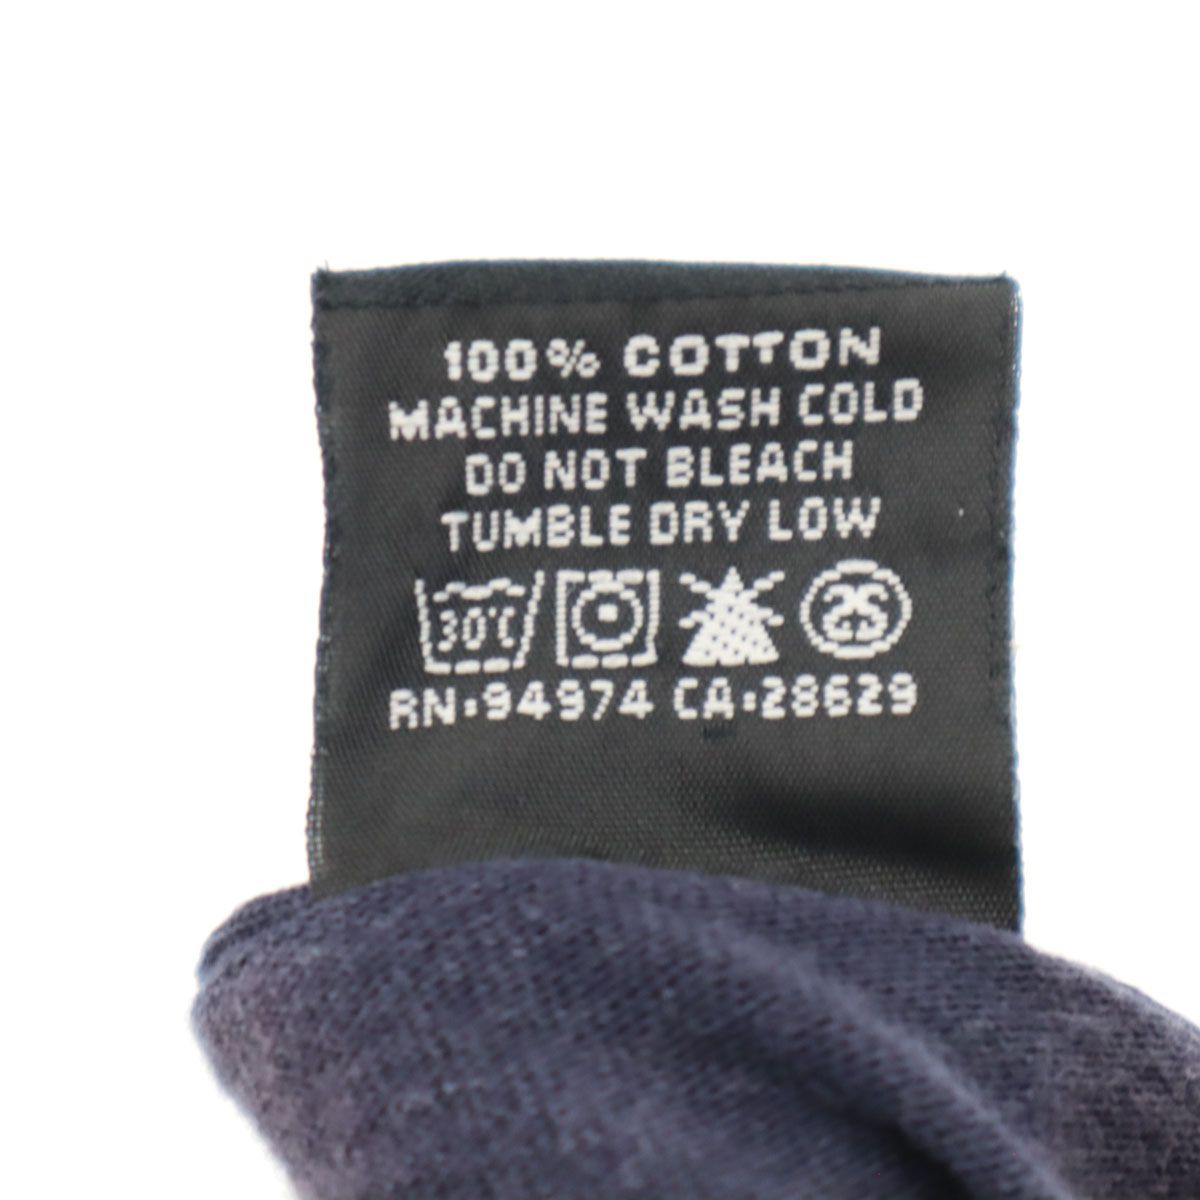 100% COTTON
MACHINE WASH COLD
DO NOT BLEACH
TUMBLE DRY LOW
30°C
RN:94974 CA:28629